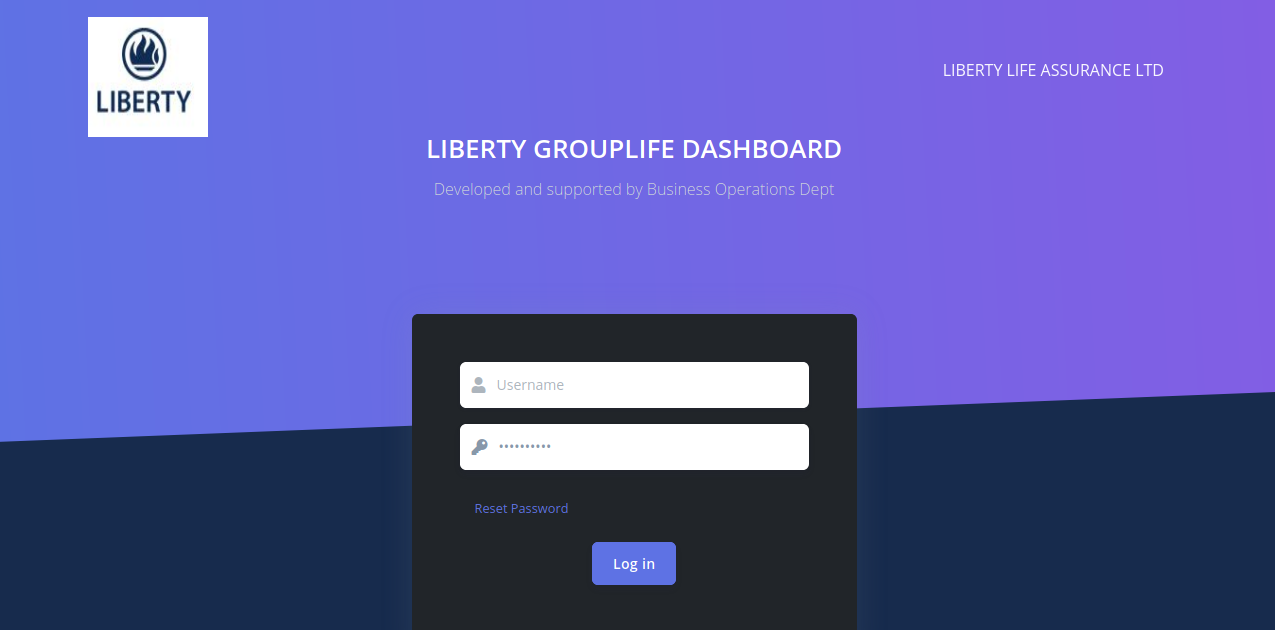 LIBERTY
LIBERTY LIFE ASSURANCE LTD
LIBERTY GROUPLIFE DASHBOARD
Developed and supported by Business Operations Dept
Username
••••••••••
Reset Password
Log in